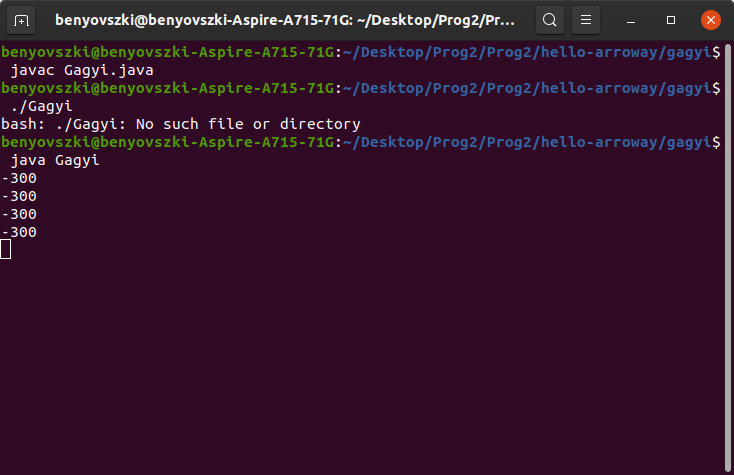 benyovszki@benyovszki-Aspire-A715-71G: ~/Desktop/Prog2/Pr...
benyovszki@benyovszki-Aspire-A715-71G:~/Desktop/Prog2/Prog2/hello-arroway/gagyi$
 javac Gagyi.java
benyovszki@benyovszki-Aspire-A715-71G:~/Desktop/Prog2/Prog2/hello-arroway/gagyi$
 ./Gagyi
bash: ./Gagyi: No such file or directory
benyovszki@benyovszki-Aspire-A715-71G:~/Desktop/Prog2/Prog2/hello-arroway/gagyi$
 java Gagyi
-300
-300
-300
-300